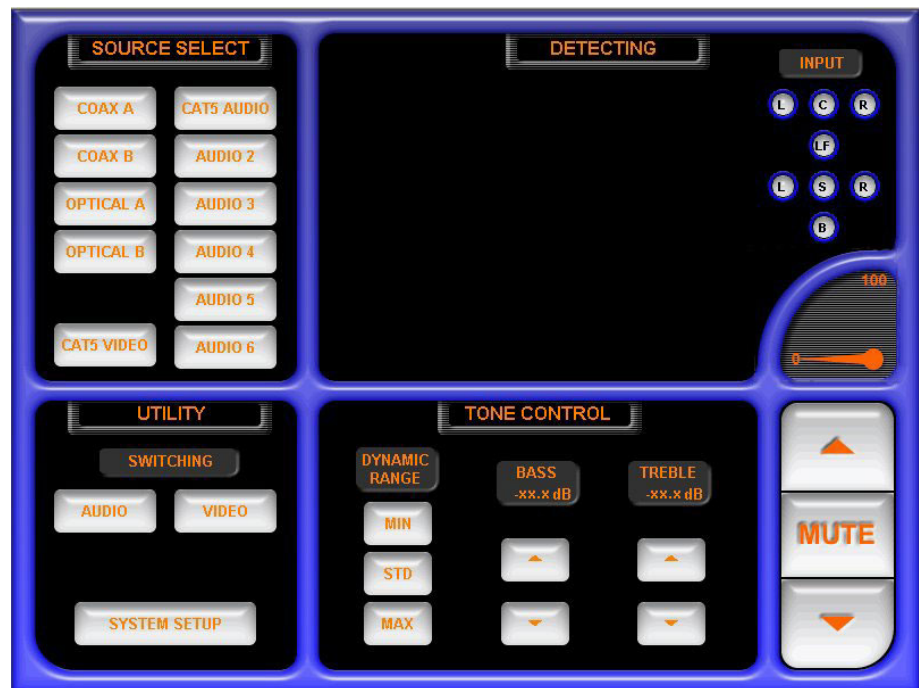 SOURCE SELECT
COAX A
CAT5 AUDIO
COAX B
AUDIO 2
OPTICAL A
AUDIO 3
OPTICAL B
AUDIO 4
AUDIO 5
CAT5 VIDEO
AUDIO 6
DETECTING
INPUT
L C R
LF
L S R
B
100
0
UTILITY
SWITCHING
AUDIO
VIDEO
SYSTEM SETUP
TONE CONTROL
DYNAMIC
RANGE
MIN
STD
MAX
BASS
-xx.x dB
TREBLE
-xx.x dB
MUTE